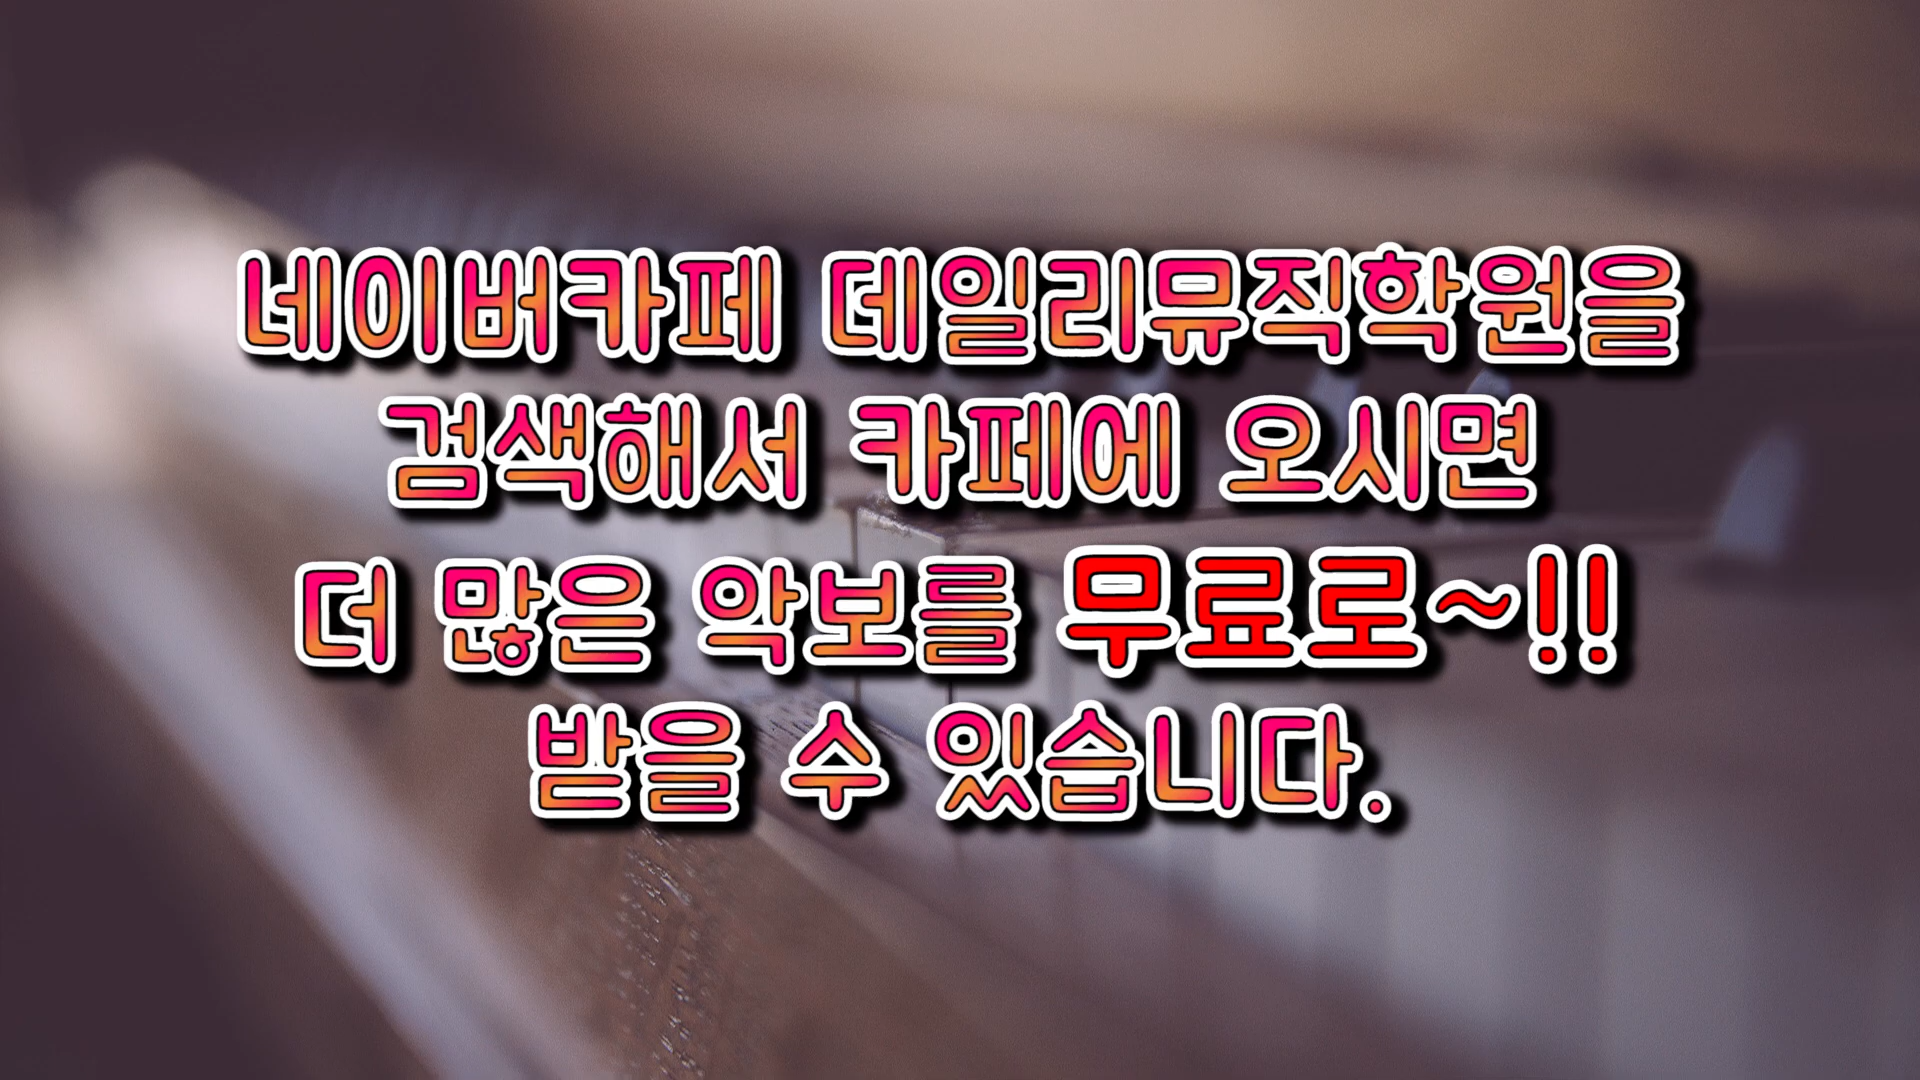 네이버카페 데일리뮤직학원을
검색해서 카페에 오시면
더 많은 악보를 무료로~!!
받을 수 있습니다.